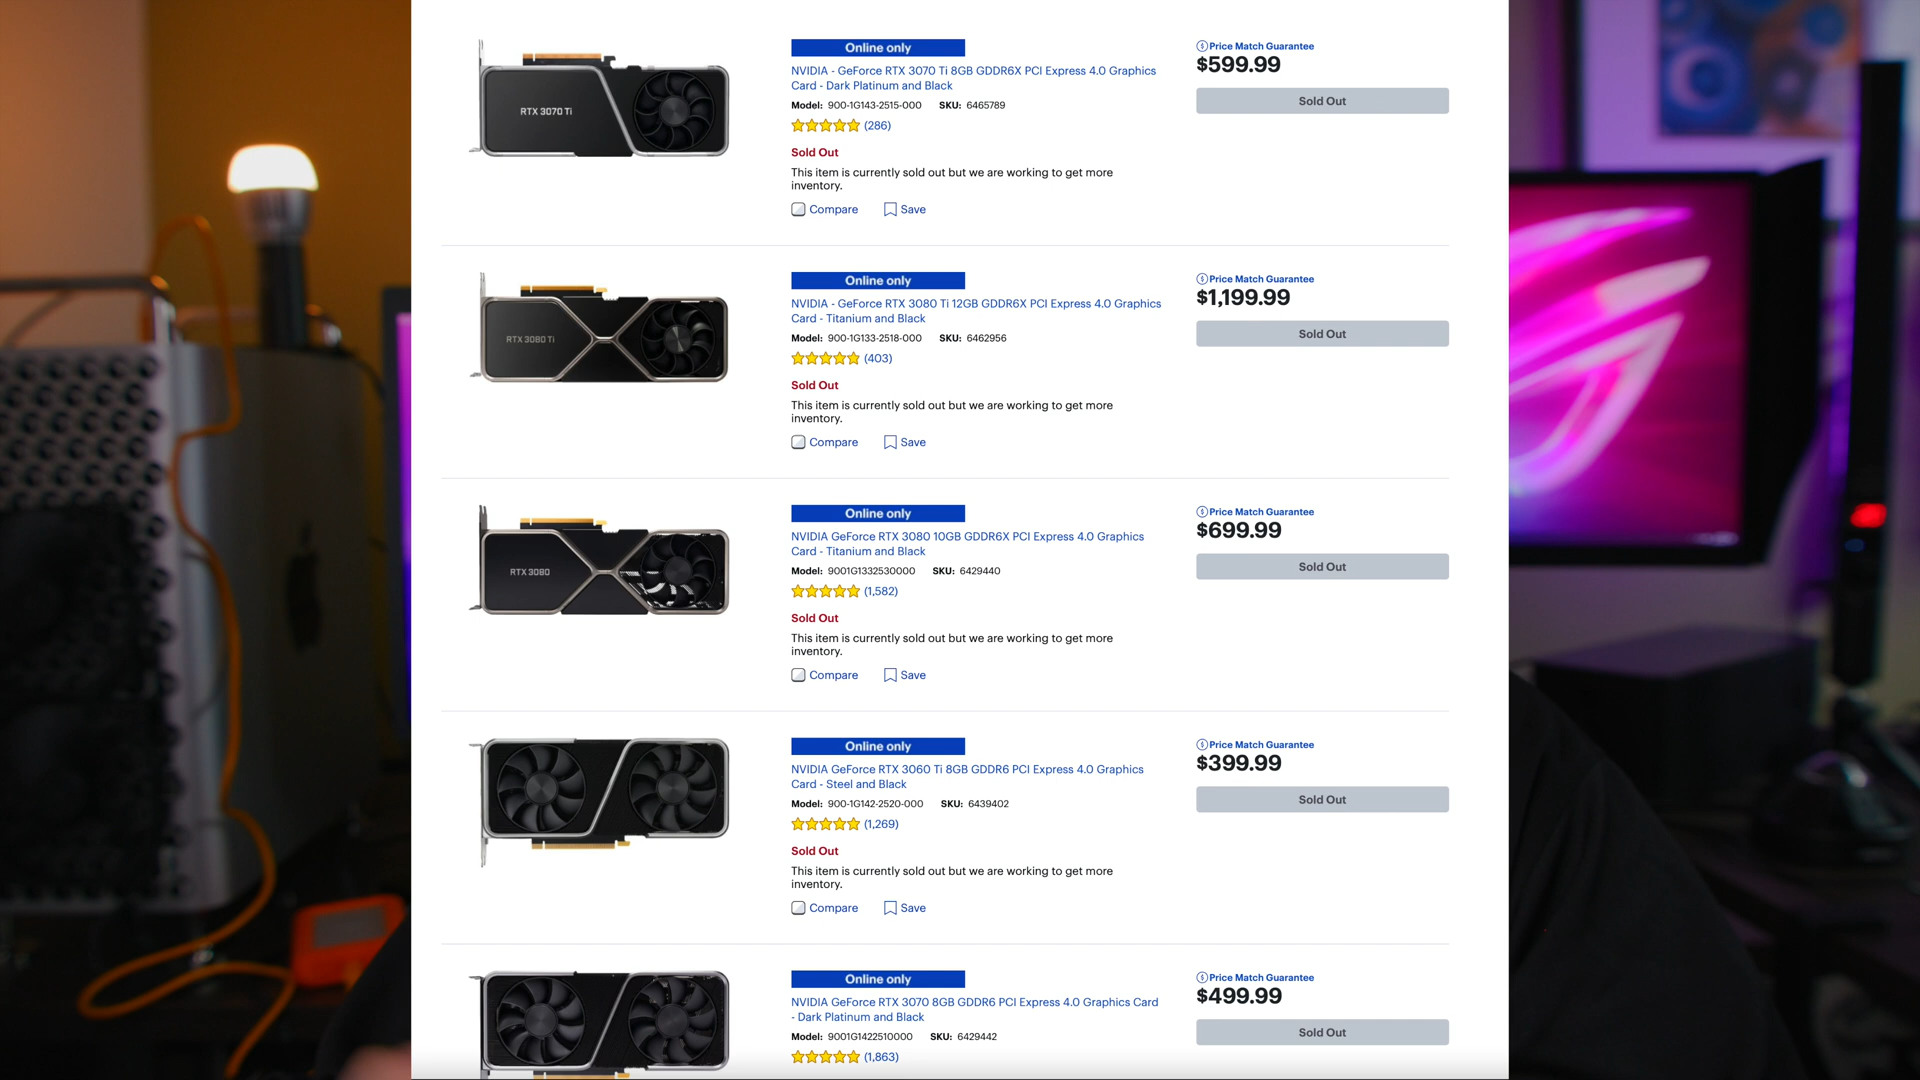 RTX 3070 Ti
Online only
NVIDIA - GeForce RTX 3070 Ti 8GB GDDR6X PCI Express 4.0 Graphics
Card - Dark Platinum and Black
Model: 900-1G143-2515-000 SKU: 6465789
(286)
Sold Out
This item is currently sold out but we are working to get more
inventory.
Compare Save
Price Match Guarantee
$599.99
Sold Out
RTX 3080 Ti
Online only
NVIDIA - GeForce RTX 3080 Ti 12GB GDDR6X PCI Express 4.0 Graphics
Card - Titanium and Black
Model: 900-1G133-2518-000 SKU: 6462956
(403)
Sold Out
This item is currently sold out but we are working to get more
inventory.
Compare Save
Price Match Guarantee
$1,199.99
Sold Out
RTX 3080
Online only
NVIDIA GeForce RTX 3080 10GB GDDR6X PCI Express 4.0 Graphics
Card - Titanium and Black
Model: 9001G1332530000 SKU: 6429440
(1,582)
Sold Out
This item is currently sold out but we are working to get more
inventory.
Compare Save
Price Match Guarantee
$699.99
Sold Out
Online only
NVIDIA GeForce RTX 3060 Ti 8GB GDDR6 PCI Express 4.0 Graphics
Card - Steel and Black
Model: 900-1G142-2520-000 SKU: 6439402
(1,269)
Sold Out
This item is currently sold out but we are working to get more
inventory.
Compare Save
Price Match Guarantee
$399.99
Sold Out
Online only
NVIDIA GeForce RTX 3070 8GB GDDR6 PCI Express 4.0 Graphics Card
- Dark Platinum and Black
Model: 9001G1422510000 SKU: 6429442
(1,863)
Price Match Guarantee
$499.99
Sold Out